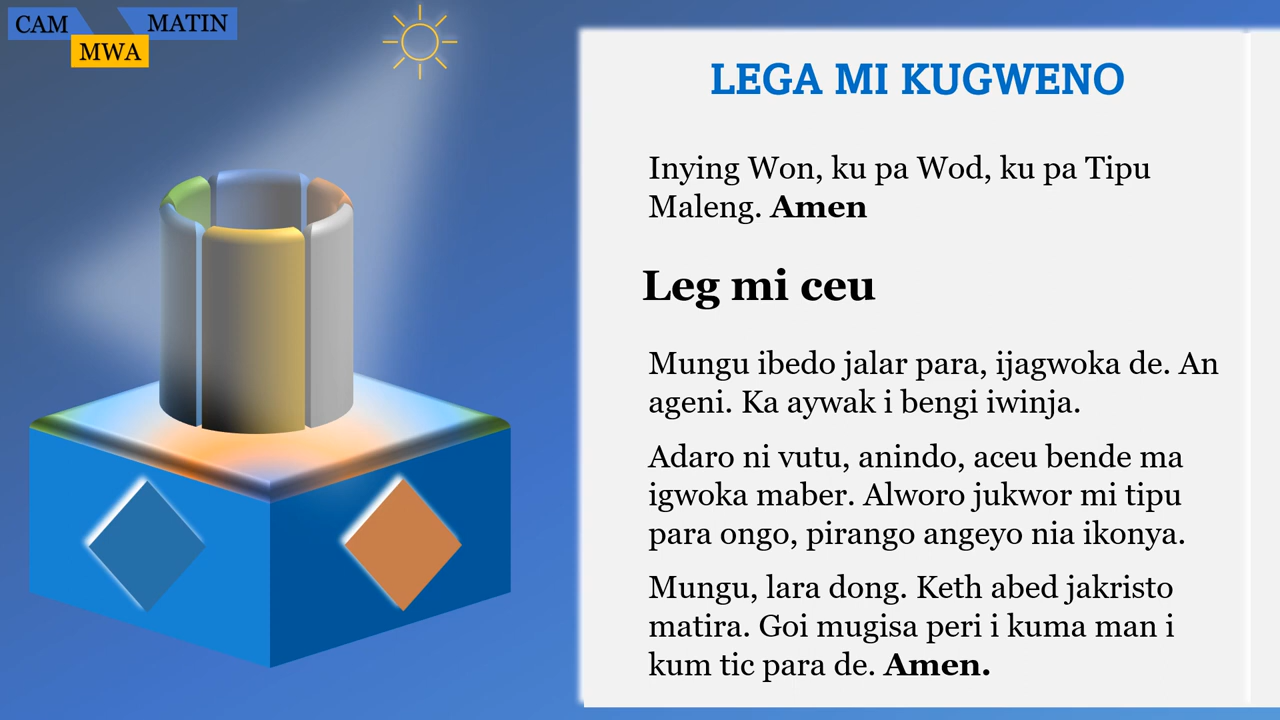 CAM
MATIN
MWA
LEGA MI KUGWENO
Inying Won, ku pa Wod, ku pa Tipu
Maleng. Amen
Leg mi ceu
Mungu ibedo jalar para, ijagwoka de. An
ageni. Ka aywak i bengi iwinja.
Adaro ni vutu, anindo, aceu bende ma
igwoka maber. Alworo jukwor mi tipu
para ongo, pirango angeyo nia ikonya.
Mungu, lara dong. Keth abed jakristo
matira. Goi mugisa peri i kuma man i
kum tic para de. Amen.